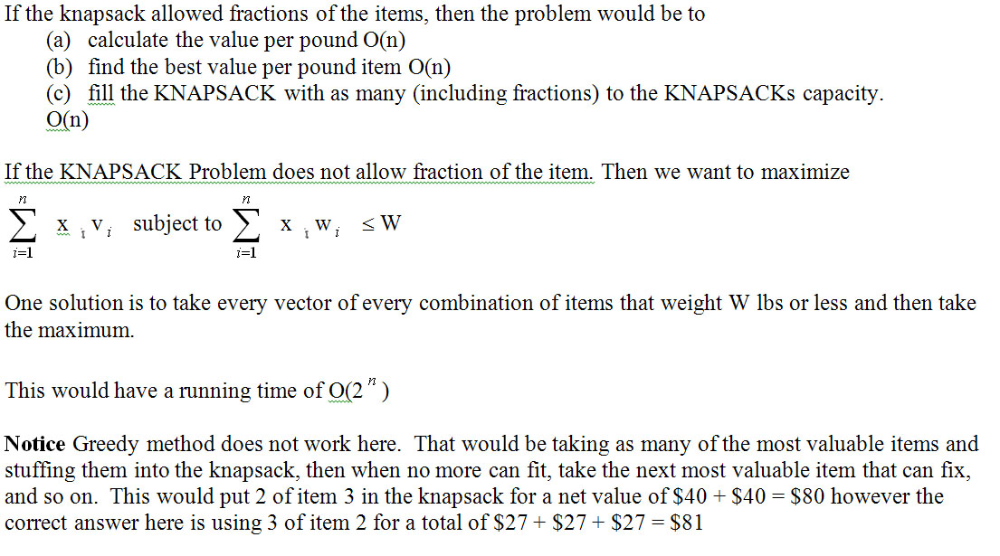 If the knapsack allowed fractions of the items, then the problem would be to
(a) calculate the value per pound O(n)
(b) find the best value per pound item O(n)
(c) fill the KNAPSACK with as many (including fractions) to the KNAPSACKs capacity.
O(n)
If the KNAPSACK Problem does not allow fraction of the item. Then we want to maximize
n n
∑ x i v i subject to ∑ x i w i ≤ W
i=1 i=1
One solution is to take every vector of every combination of items that weight W lbs or less and then take
the maximum.
This would have a running time of O(2 ⁿ )
Notice Greedy method does not work here. That would be taking as many of the most valuable items and
stuffing them into the knapsack, then when no more can fit, take the next most valuable item that can fix,
and so on. This would put 2 of item 3 in the knapsack for a net value of $40 + $40 = $80 however the
correct answer here is using 3 of item 2 for a total of $27 + $27 + $27 = $81